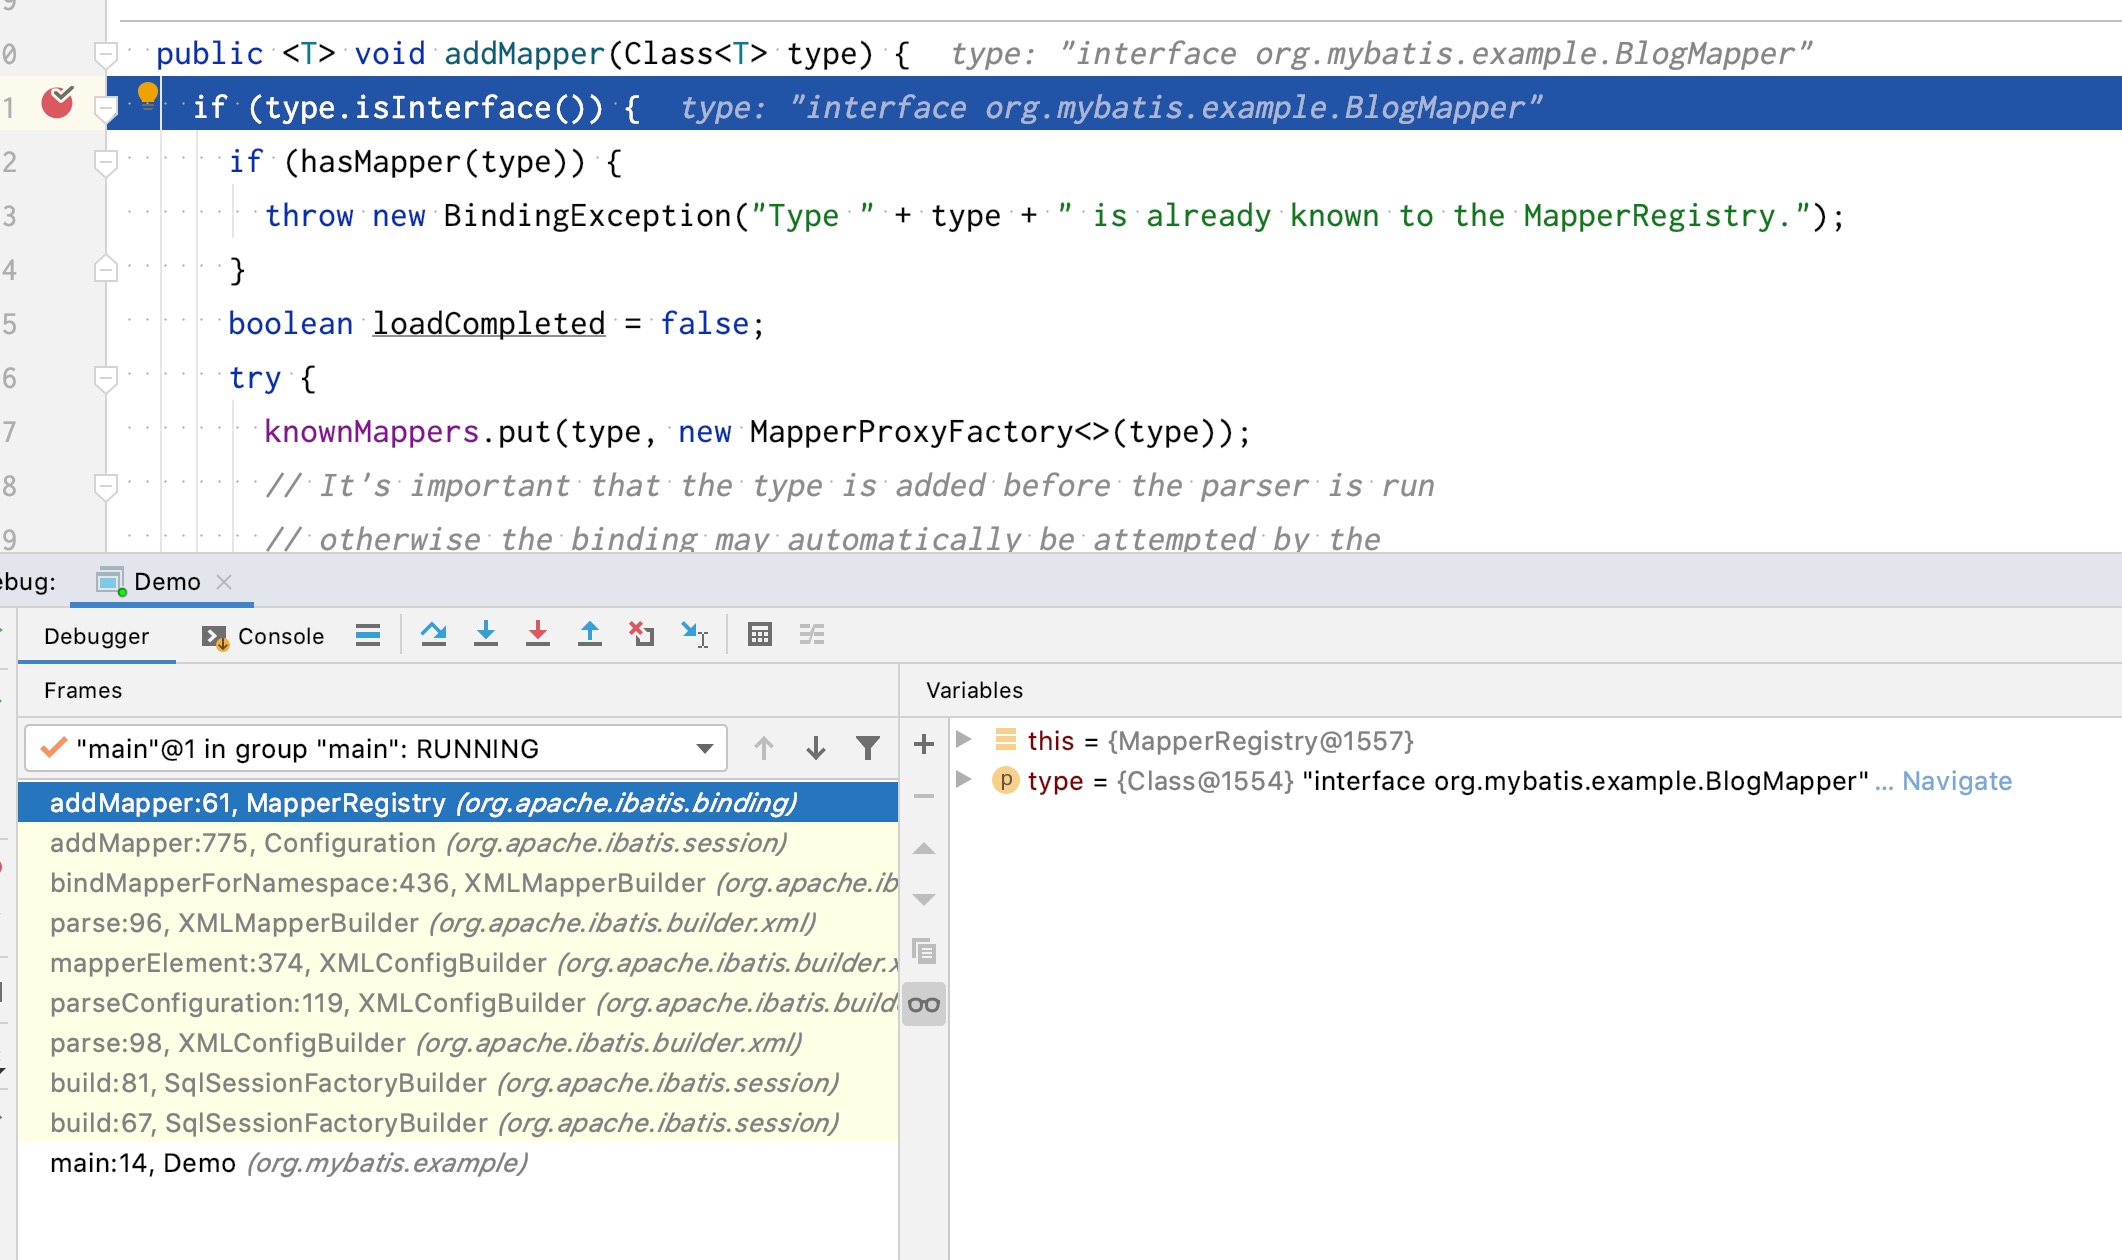 9
0 public <T> void addMapper(Class<T> type) { type: "interface org.mybatis.example.BlogMapper"
1 if (type.isInterface()) { type: "interface org.mybatis.example.BlogMapper"
2 if (hasMapper(type)) {
3 throw new BindingException("Type " + type + " is already known to the MapperRegistry.");
4 }
5 boolean loadCompleted = false;
6 try {
7 knownMappers.put(type, new MapperProxyFactory<>(type));
8 // It's important that the type is added before the parser is run
9 // otherwise the binding may automatically be attempted by the
ebug: Demo
Debugger Console
Frames
Variables
"main"@1 in group "main": RUNNING
this = {MapperRegistry@1557}
p type = {Class@1554} "interface org.mybatis.example.BlogMapper" ... Navigate
addMapper:61, MapperRegistry (org.apache.ibatis.binding)
addMapper:775, Configuration (org.apache.ibatis.session)
bindMapperForNamespace:436, XMLMapperBuilder (org.apache.ib
parse:96, XMLMapperBuilder (org.apache.ibatis.builder.xml)
mapperElement:374, XMLConfigBuilder (org.apache.ibatis.builder.x
parseConfiguration:119, XMLConfigBuilder (org.apache.ibatis.build
parse:98, XMLConfigBuilder (org.apache.ibatis.builder.xml)
build:81, SqlSessionFactoryBuilder (org.apache.ibatis.session)
build:67, SqlSessionFactoryBuilder (org.apache.ibatis.session)
main:14, Demo (org.mybatis.example)